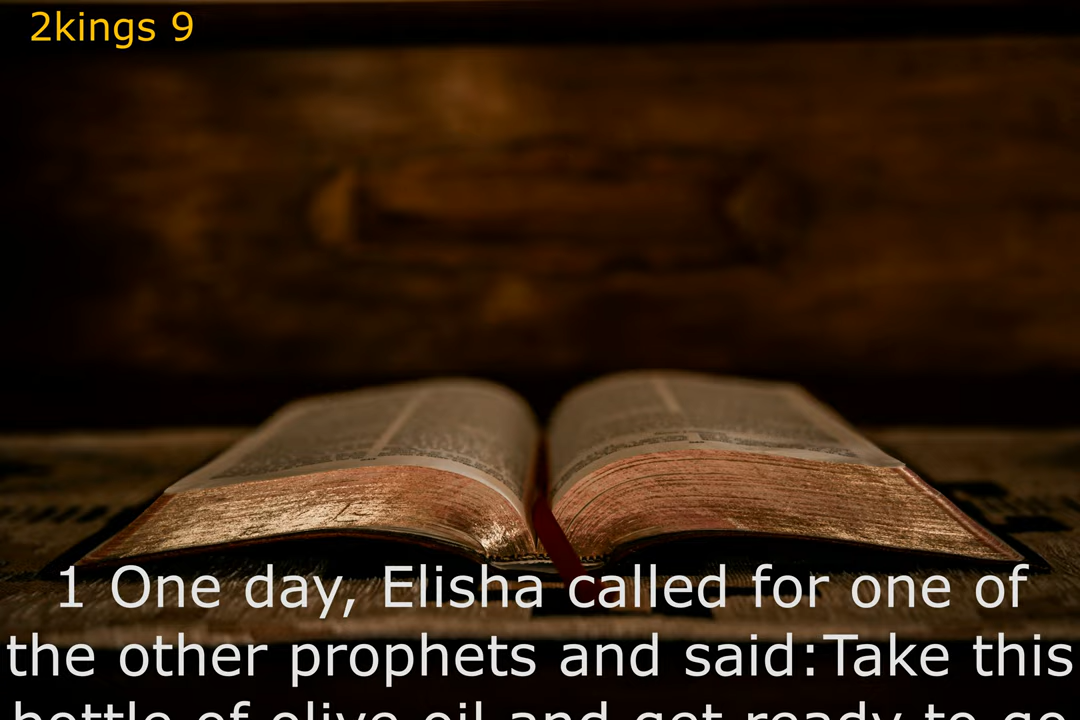 2kings 9
1 One day, Elisha called for one of
the other prophets and said:Take this
bottle of olive oil and get ready to go